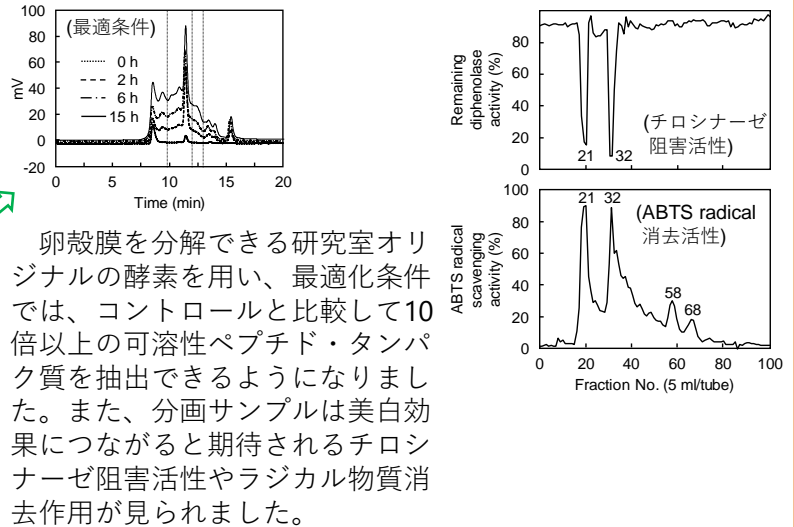 100
80
60
40
20
0
-20
mV
(最適条件)
0 h
2 h
6 h
15 h
0 5 10 15 20
Time (min)
卵殻膜を分解できる研究室オリ
ジナルの酵素を用い、最適化条件
では、コントロールと比較して10
倍以上の可溶性ペプチド・タンパ
ク質を抽出できるようになりまし
た。また、分画サンプルは美白効
果につながると期待されるチロシ
ナーゼ阻害活性やラジカル物質消
去作用が見られました。
Remaining
diphenolase
activity (%)
80
60
40
20
0
21 32
(チロシナーゼ
阻害活性)
ABTS radical
scavenging
activity (%)
100
80
60
40
20
0
21 32
58
68
(ABTS radical
消去活性)
0 20 40 60 80 100
Fraction No. (5 ml/tube)